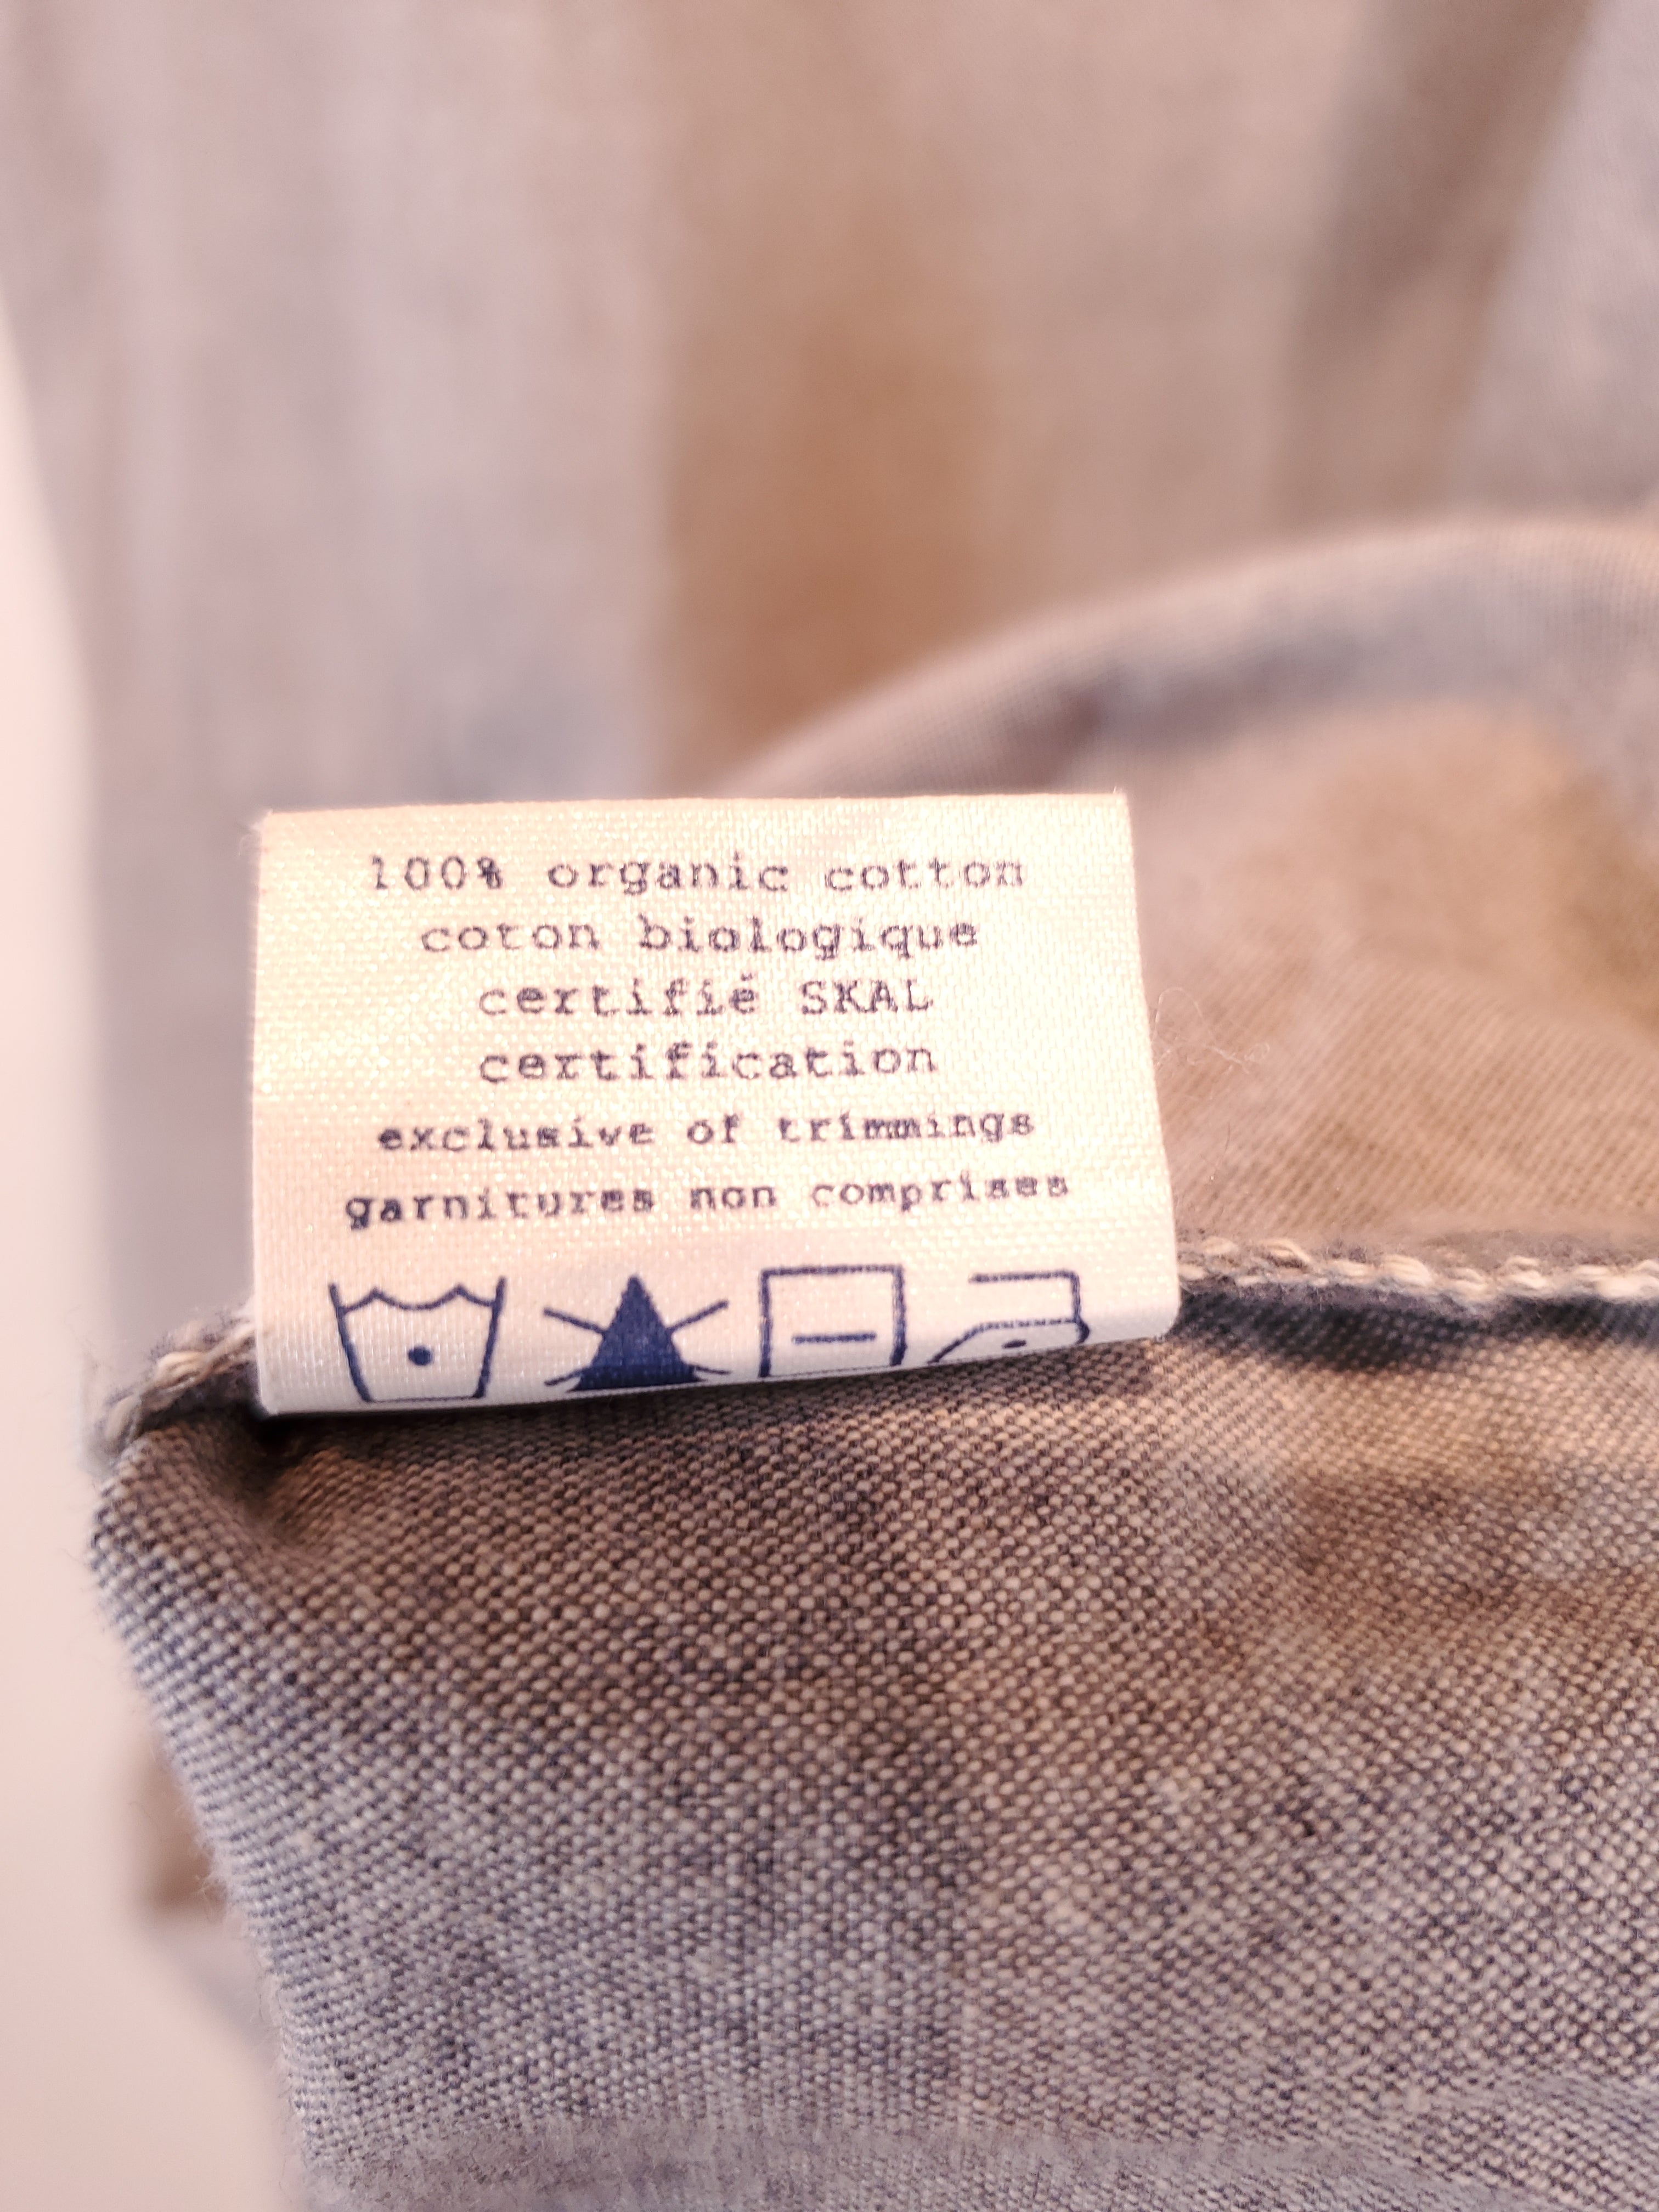 100% organic cotton
coton biologique
certifié SKAL
certification
exclusive of trimmings
garnitures non comprises